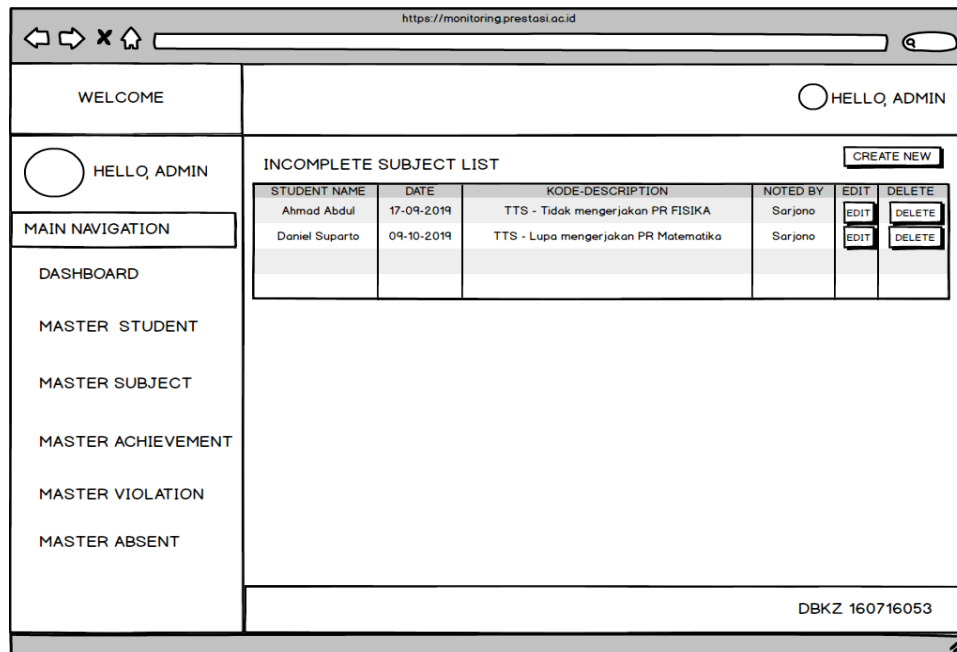 https://monitoring.prestasi.ac.id
WELCOME
HELLO, ADMIN
HELLO, ADMIN
MAIN NAVIGATION
DASHBOARD
MASTER STUDENT
MASTER SUBJECT
MASTER ACHIEVEMENT
MASTER VIOLATION
MASTER ABSENT
INCOMPLETE SUBJECT LIST
CREATE NEW
STUDENT NAME DATE KODE-DESCRIPTION NOTED BY EDIT DELETE
Ahmad Abdul 17-09-2019 TTS - Tidak mengerjakan PR FISIKA Sarjono EDIT DELETE
Daniel Suparto 09-10-2019 TTS - Lupa mengerjakan PR Matematika Sarjono EDIT DELETE
DBKZ 160716053